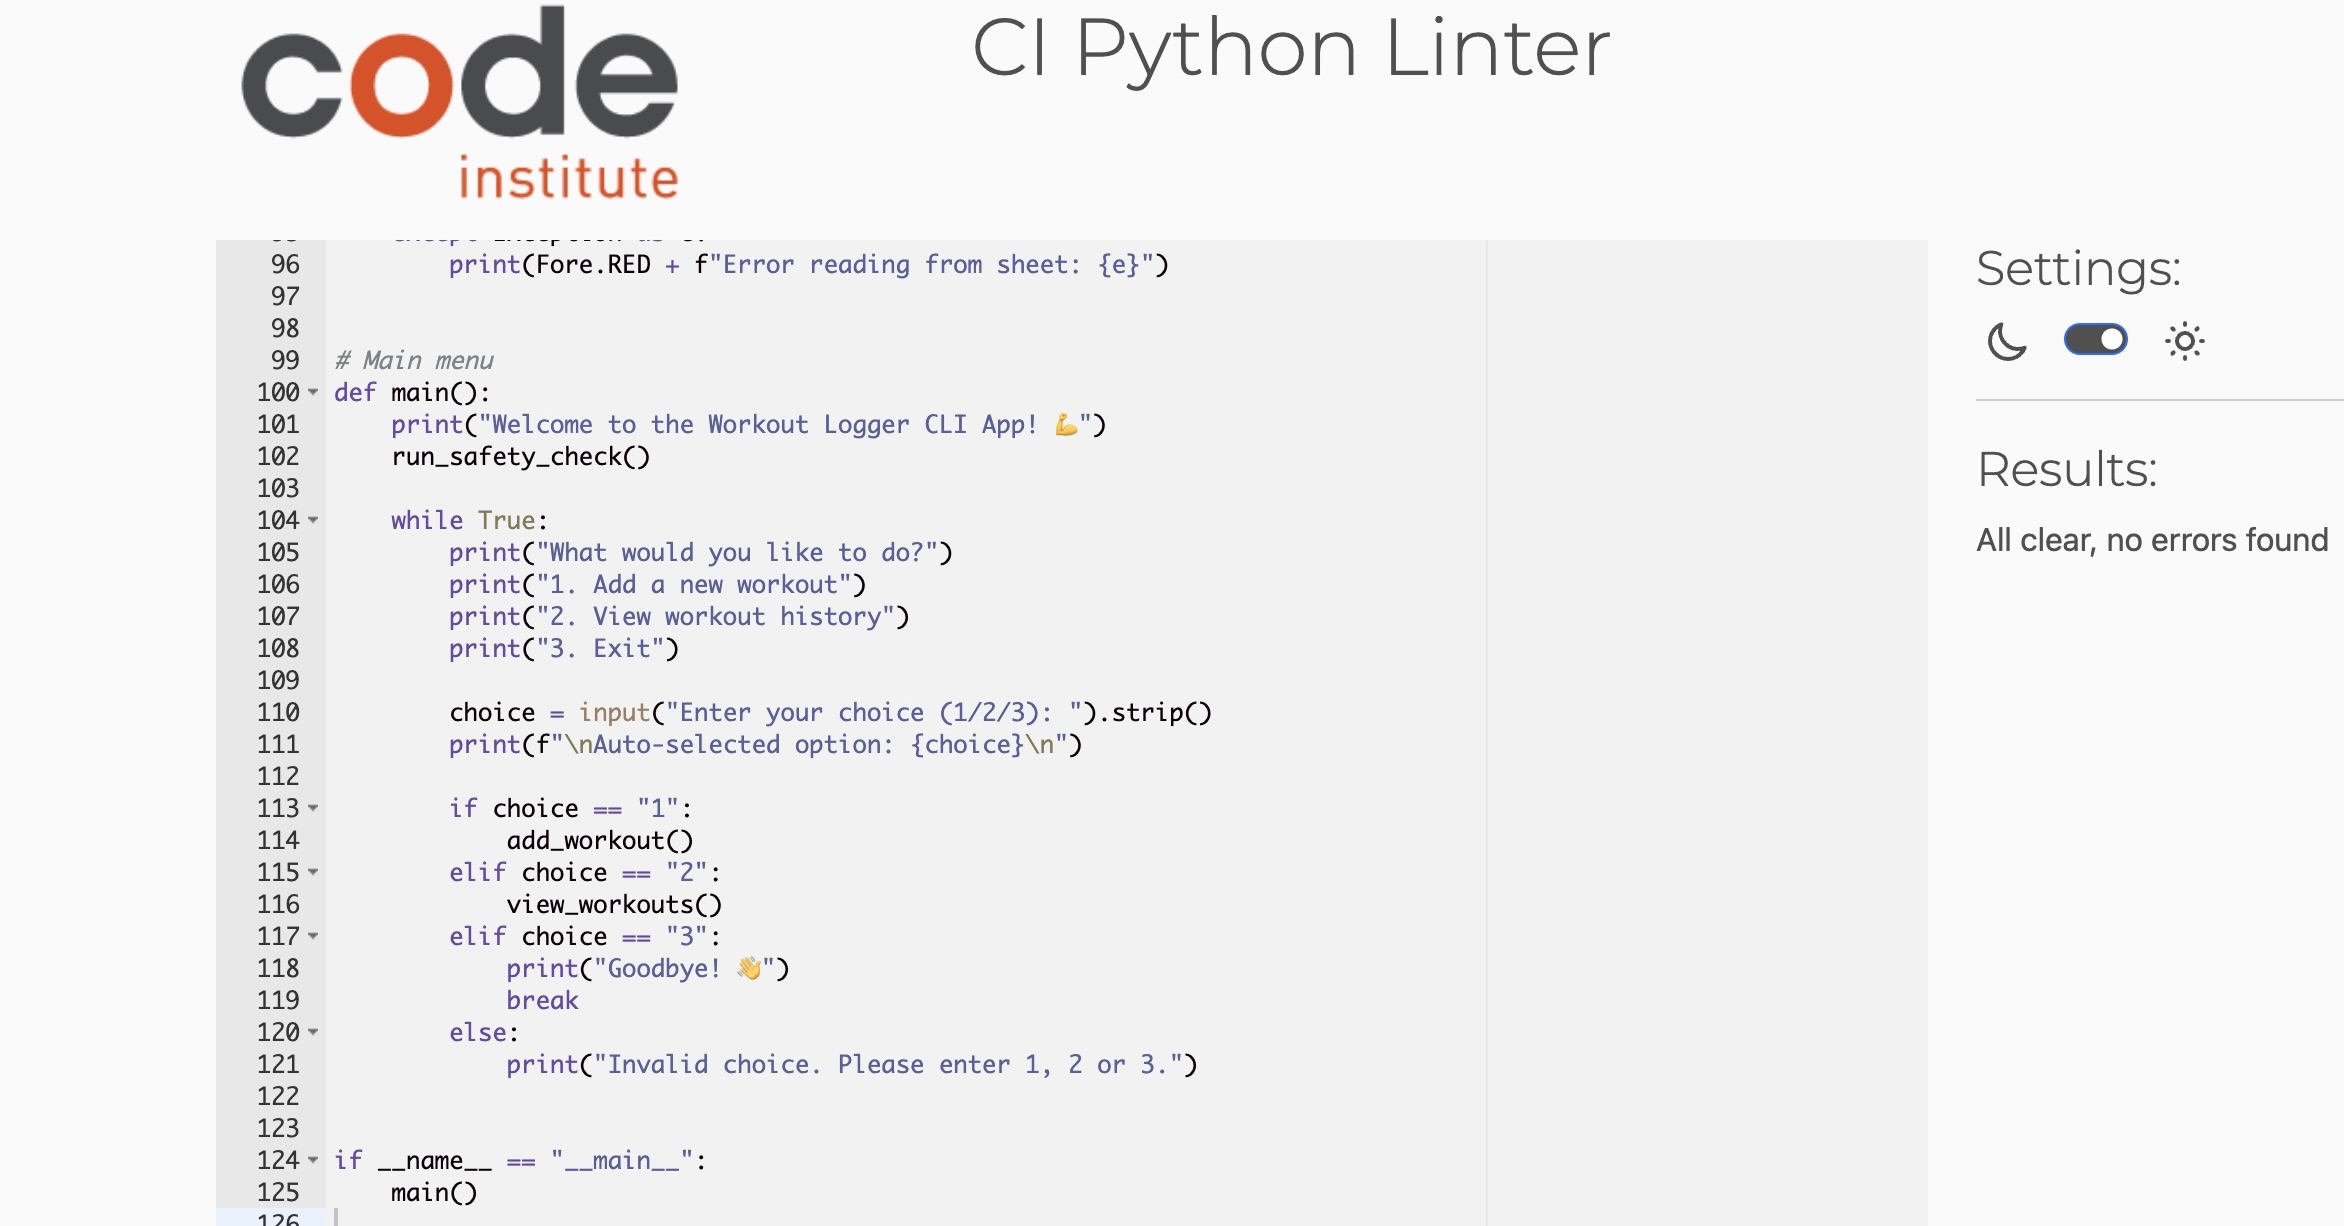 code
institute
CI Python Linter
96 print(Fore.RED + f"Error reading from sheet: {e}")
97
98
99 # Main menu
100 def main():
101 print("Welcome to the Workout Logger CLI App! 💪")
102 run_safety_check()
103
104 while True:
105 print("What would you like to do?")
106 print("1. Add a new workout")
107 print("2. View workout history")
108 print("3. Exit")
109
110 choice = input("Enter your choice (1/2/3): ").strip()
111 print(f"\nAuto-selected option: {choice}\n")
112
113 if choice == "1":
114 add_workout()
115 elif choice == "2":
116 view_workouts()
117 elif choice == "3":
118 print("Goodbye! 👋")
119 break
120 else:
121 print("Invalid choice. Please enter 1, 2 or 3.")
122
123
124 if __name__ == "__main__":
125 main()
126
Settings:
Results:
All clear, no errors found